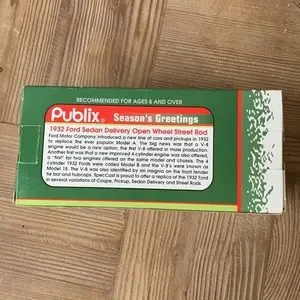 RECOMMENDED FOR AGES 8 AND OVER
Publix® Season's Greetings
1932 Ford Sedan Delivery Open Wheel Street Rod
Ford Motor Company introduced a new line of cars and pickups in 1932
to replace the ever popular Model A. The big news was that a V-8
engine would be a new option, the first V-8 offered in mass production.
Another first was that a new improved 4 cylinder engine was also offered,
a "first" for two engines offered on the same model and chassis. The 4
cylinder 1932 Fords were called Model B and the V-8's were known as
Model 18. The V-8 was also identified by an insignia on the front fender
tie bar and hubcaps. SpecCast is proud to offer a replica of the 1932 Ford
in several variations of Coupe, Pickup, Sedan Delivery and Street Rods.